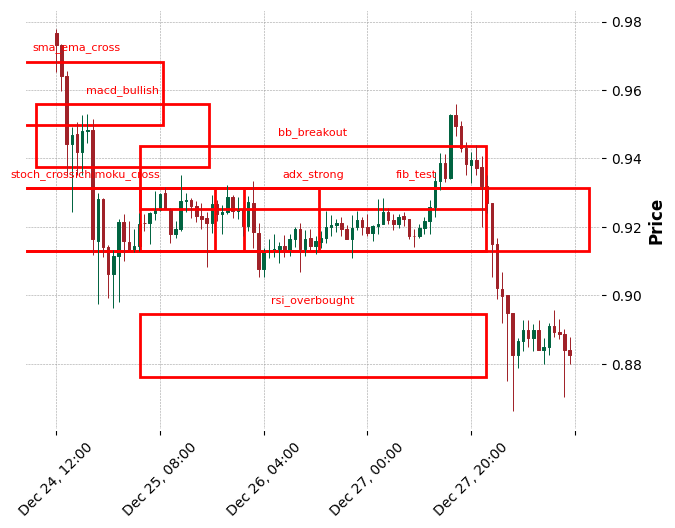 sma_ema_cross
macd_bullish
bb_breakout
stoch_cross
ichimoku_cross
adx_strong
fib_test
rsi_overbought
0.98
0.96
0.94
0.92
0.90
0.88
Price
Dec 24, 12:00
Dec 25, 08:00
Dec 26, 04:00
Dec 27, 00:00
Dec 27, 20:00